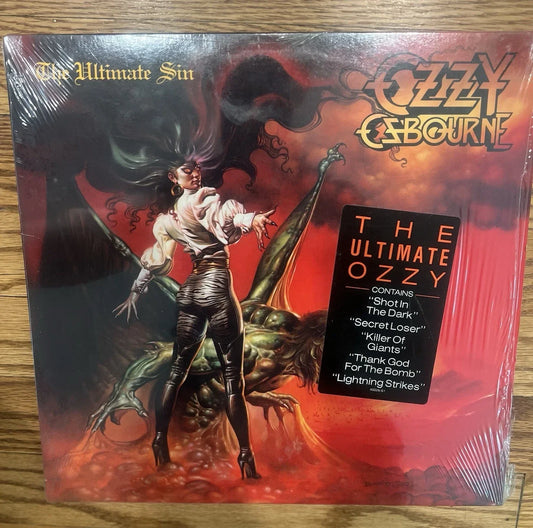 The Ultimate Sin
OZZY
OSBOURNE
THE
ULTIMATE
OZZY
CONTAINS
"Shot In
The Dark"
"Secret Loser"
"Killer Of
Giants"
"Thank God
For The Bomb"
"Lightning Strikes"